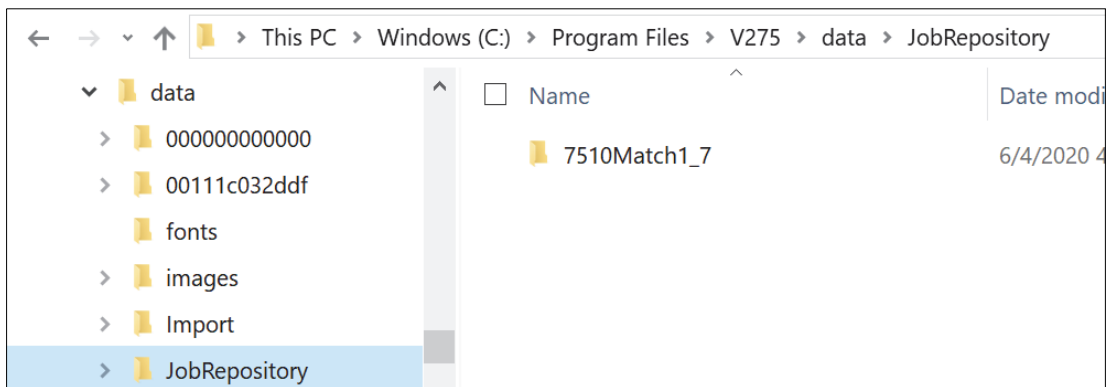 This PC > Windows (C:) > Program Files > V275 > data > JobRepository
data
Name
Date modi
000000000000
7510Match1_7
6/4/2020 4
00111c032ddf
fonts
images
Import
JobRepository